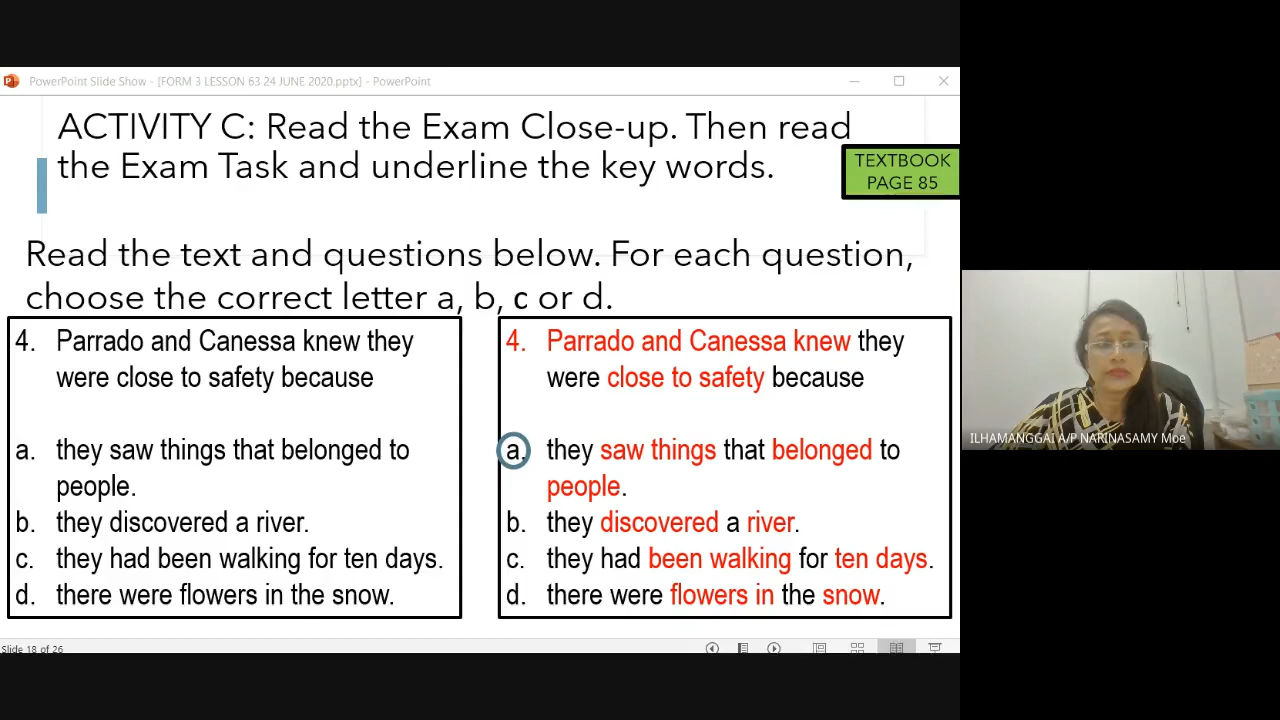 PowerPoint Slide Show - [FORM 3 LESSON 63 24 JUNE 2020.pptx] - PowerPoint
ACTIVITY C: Read the Exam Close-up. Then read
the Exam Task and underline the key words.
TEXTBOOK
PAGE 85
Read the text and questions below. For each question,
choose the correct letter a, b, c or d.
4. Parrado and Canessa knew they
were close to safety because
a. they saw things that belonged to
people.
b. they discovered a river.
c. they had been walking for ten days.
d. there were flowers in the snow.
4. Parrado and Canessa knew they
were close to safety because
a. they saw things that belonged to
people.
b. they discovered a river.
c. they had been walking for ten days.
d. there were flowers in the snow.
ILHAMANGGAI A/P NARINASAMY Moe
Slide 18 of 26